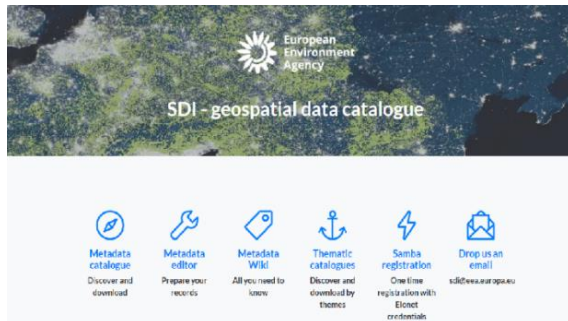 European
Environment
Agency
SDI - geospatial data catalogue
Metadata
catalogue
Discover and
download
Metadata
editor
Prepare your
records
Metadata
Wiki
All you need to
know
Thematic
catalogues
Discover and
download by
themes
Samba
registration
One time
registration with
Eionet
credentials
Drop us an
email
sdi@eea.europa.eu